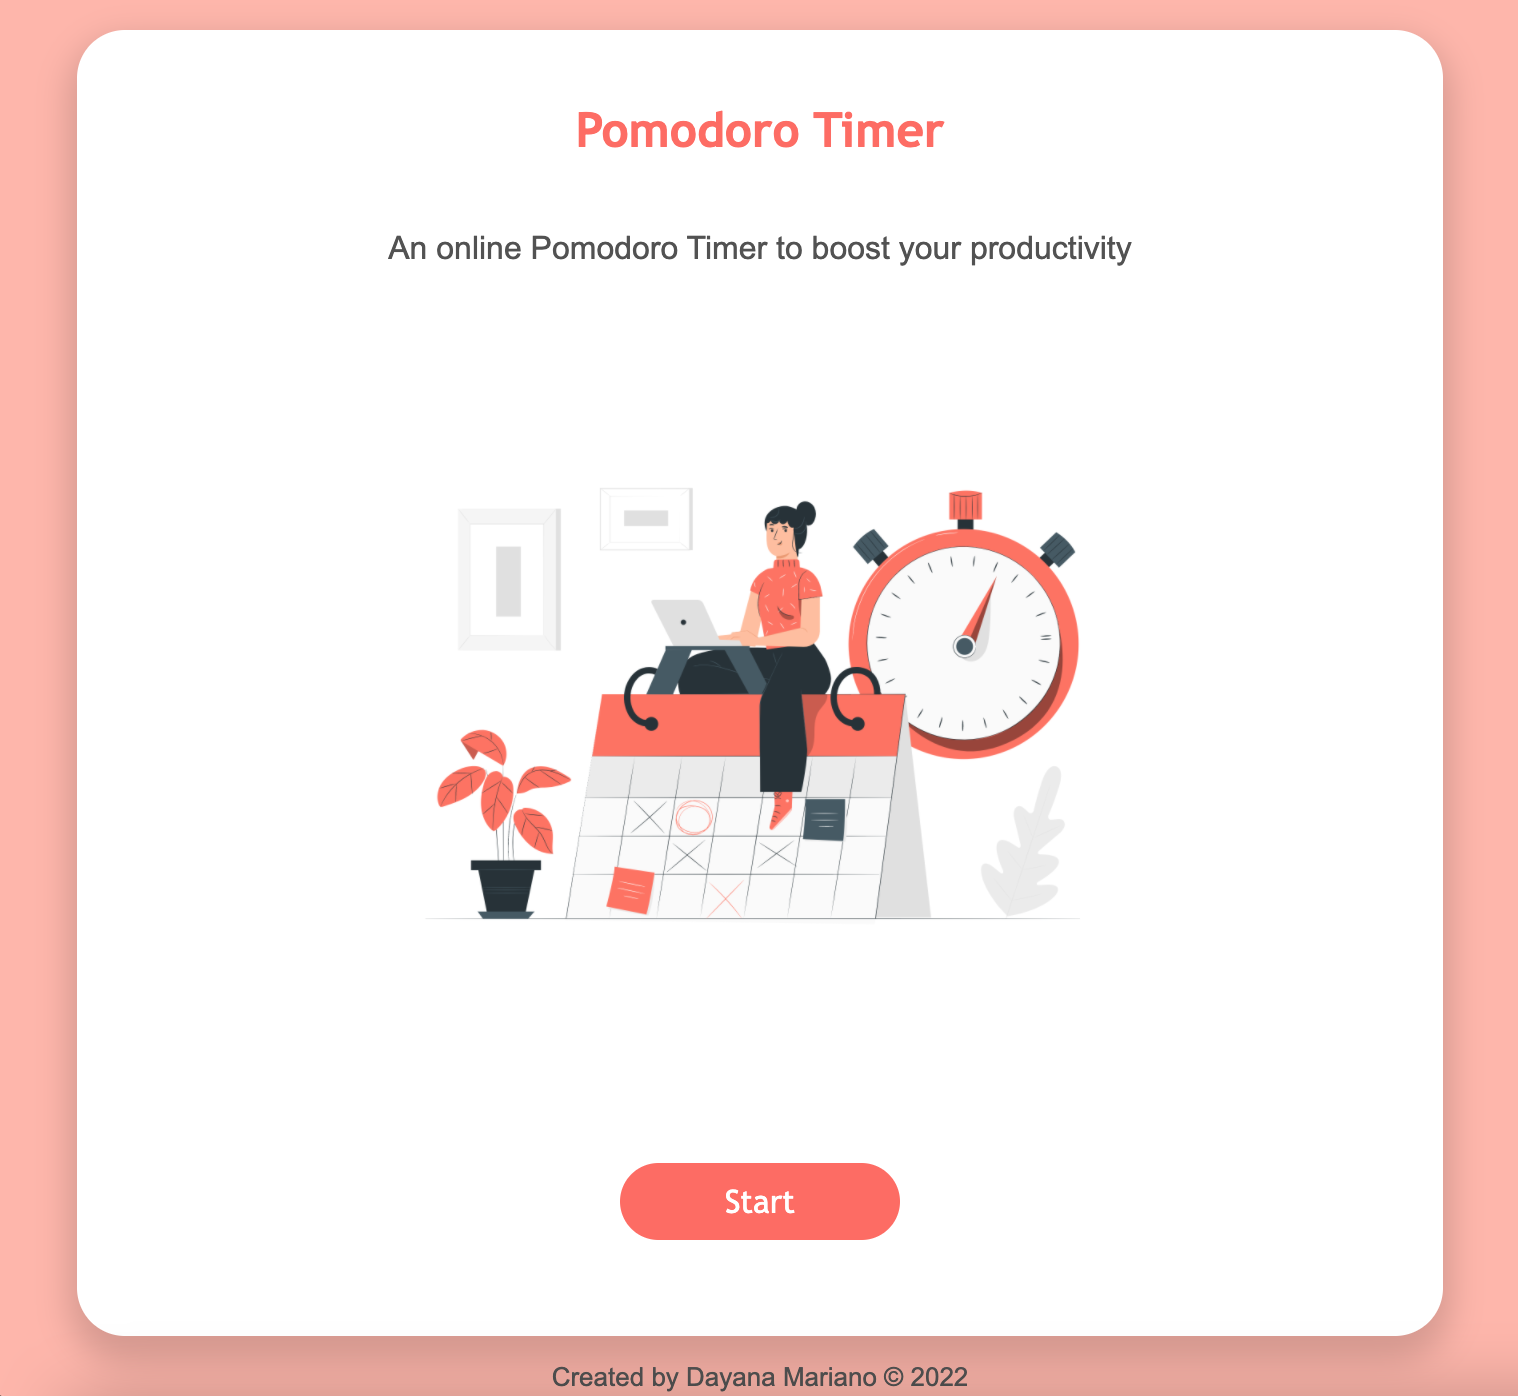 Pomodoro Timer
An online Pomodoro Timer to boost your productivity
Start
Created by Dayana Mariano © 2022